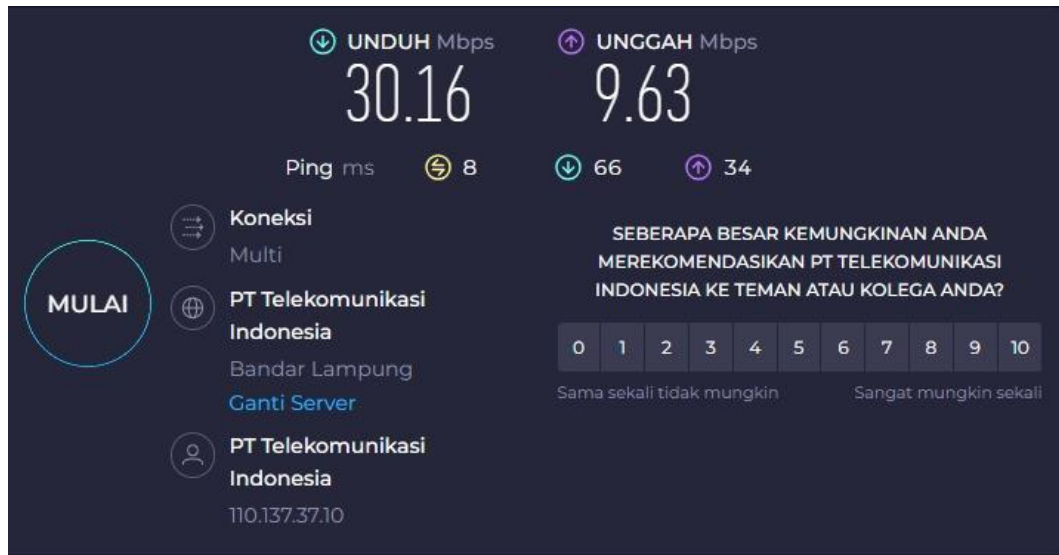 UNDUH Mbps
30.16
UNGGAH Mbps
9.63
Ping ms 8 66 34
MULAI
Koneksi
Multi
PT Telekomunikasi
Indonesia
Bandar Lampung
Ganti Server
PT Telekomunikasi
Indonesia
110.137.37.10
SEBERAPA BESAR KEMUNGKINAN ANDA
MEREKOMENDASIKAN PT TELEKOMUNIKASI
INDONESIA KE TEMAN ATAU KOLEGA ANDA?
0 1 2 3 4 5 6 7 8 9 10
Sama sekali tidak mungkin Sangat mungkin sekali